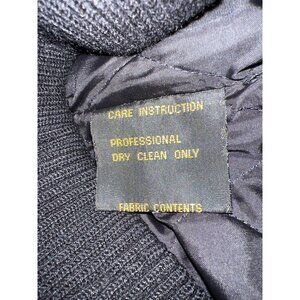 CARE INSTRUCTION
PROFESSIONAL
DRY CLEAN ONLY
FABRIC CONTENTS